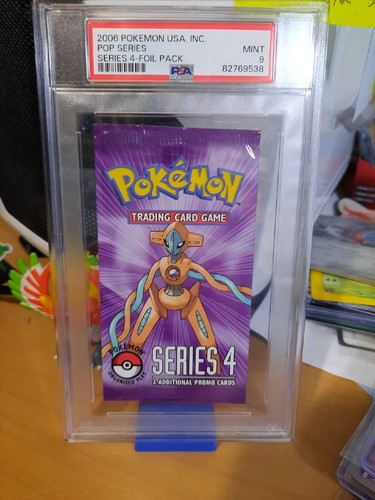 2006 POKEMON USA, INC.
POP SERIES MINT
SERIES 4-FOIL PACK 9
PSA 82769538
POKÉMON
TRADING CARD GAME
POKÉMON
ORGANIZED PLAY
SERIES 4
2 ADDITIONAL PROMO CARDS